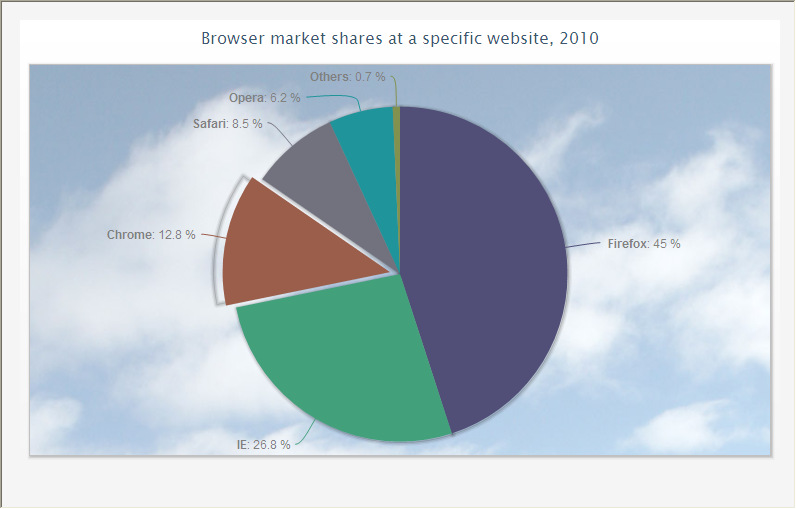 Browser market shares at a specific website, 2010
Others: 0.7 %
Opera: 6.2 %
Safari: 8.5 %
Chrome: 12.8 %
Firefox: 45 %
IE: 26.8 %